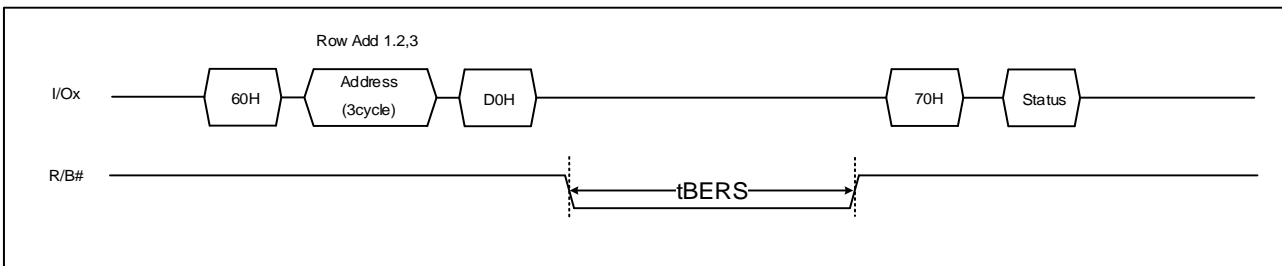 Row Add 1.2,3
I/Ox
60H
Address
(3cycle)
D0H
70H
Status
R/B#
tBERS